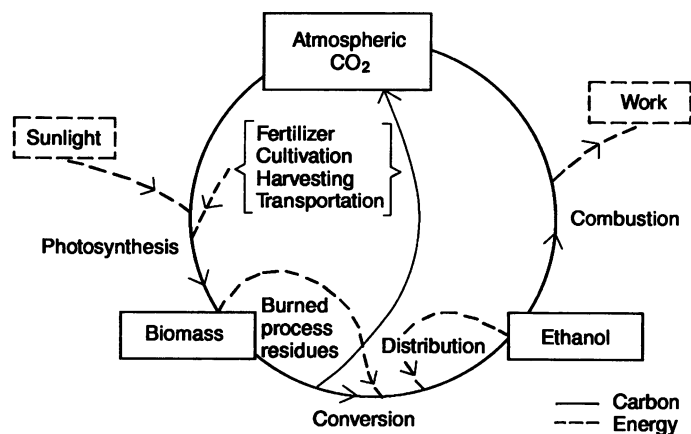 Atmospheric
CO₂
Sunlight
Work
Fertilizer
Cultivation
Harvesting
Transportation
Photosynthesis
Combustion
Biomass
Burned
process
residues
Distribution
Ethanol
Conversion
Carbon
Energy